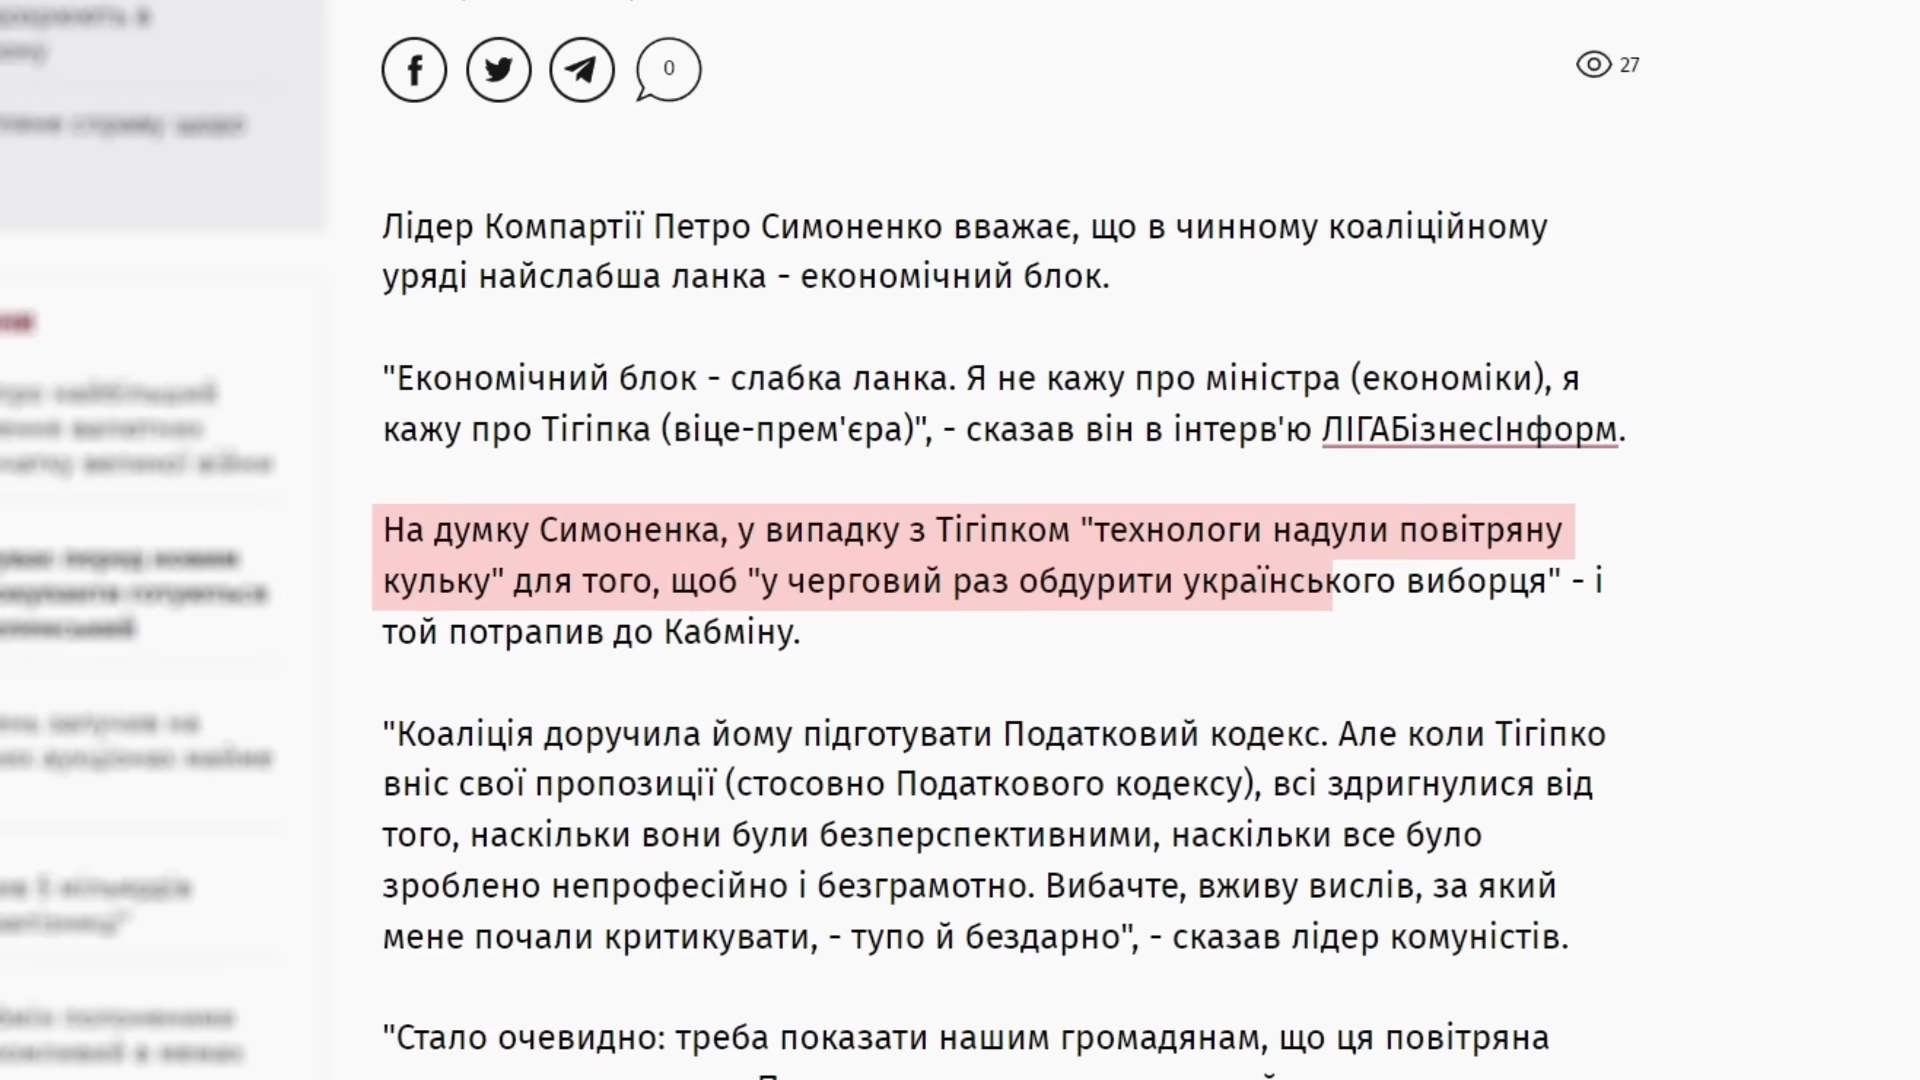 0
27
Лідер Компартії Петро Симоненко вважає, що в чинному коаліційному
уряді найслабша ланка - економічний блок.
"Економічний блок - слабка ланка. Я не кажу про міністра (економіки), я
кажу про Тігіпка (віце-прем'єра)", - сказав він в інтерв'ю ЛІГАБізнесІнформ.
На думку Симоненка, у випадку з Тігіпком "технологи надули повітряну
кульку" для того, щоб "у черговий раз обдурити українського виборця" - і
той потрапив до Кабміну.
"Коаліція доручила йому підготувати Податковий кодекс. Але коли Тігіпко
вніс свої пропозиції (стосовно Податкового кодексу), всі здригнулися від
того, наскільки вони були безперспективними, наскільки все було
зроблено непрофесійно і безграмотно. Вибачте, вживу вислів, за який
мене почали критикувати, - тупо й бездарно", - сказав лідер комуністів.
"Стало очевидно: треба показати нашим громадянам, що ця повітряна